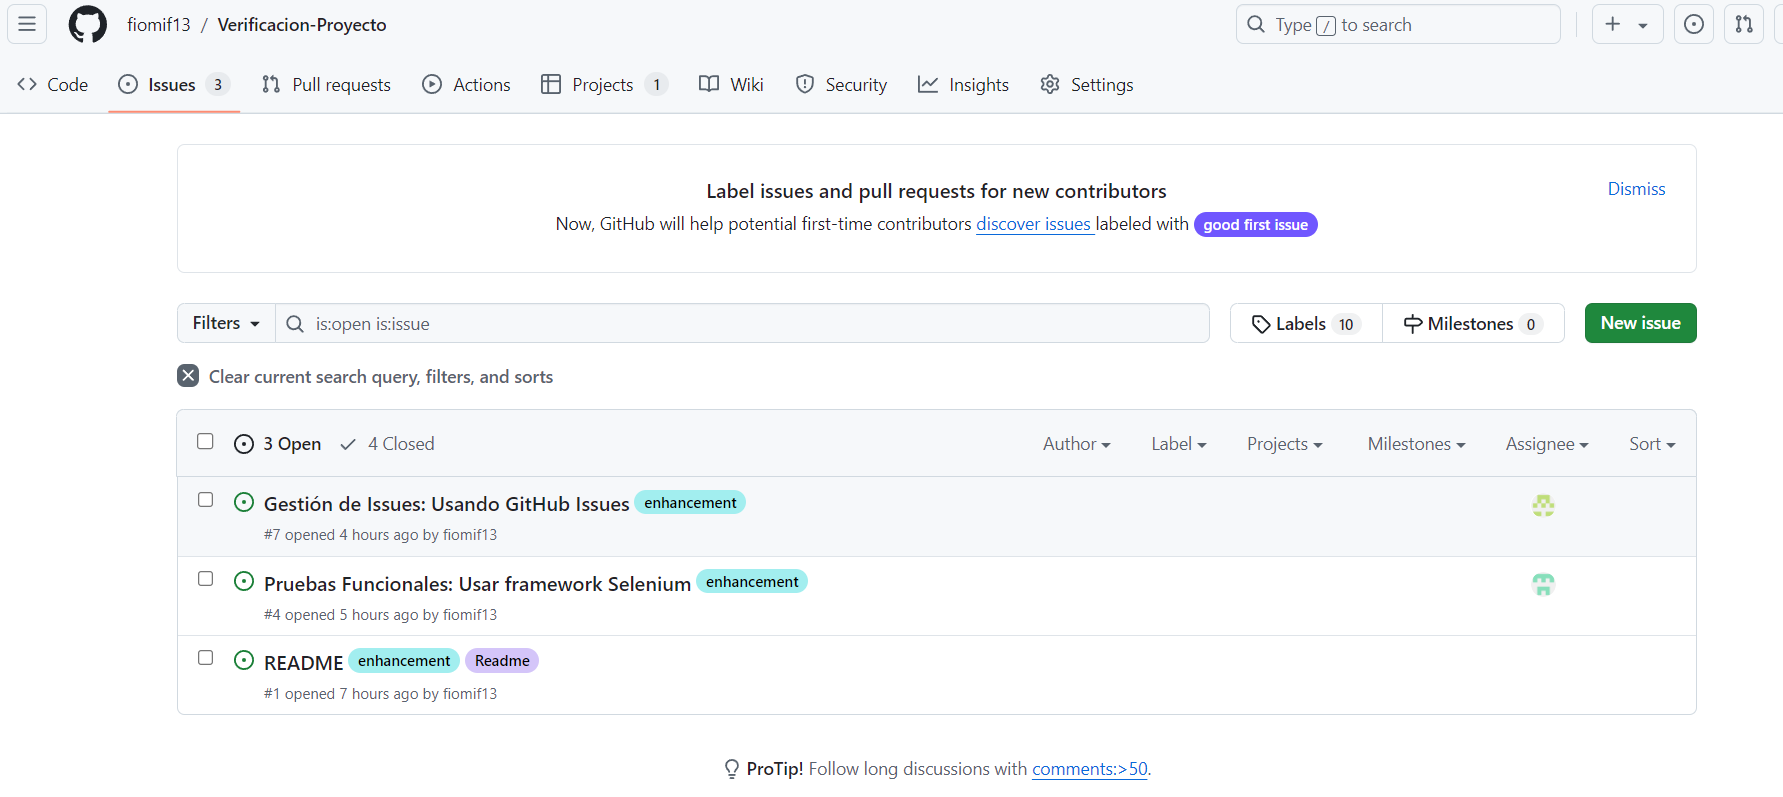 fiomif13 / Verificacion-Proyecto
Type / to search
Code
Issues 3
Pull requests
Actions
Projects 1
Wiki
Security
Insights
Settings
Label issues and pull requests for new contributors
Dismiss
Now, GitHub will help potential first-time contributors discover issues labeled with good first issue
Filters
is:open is:issue
Labels 10
Milestones 0
New issue
Clear current search query, filters, and sorts
3 Open
4 Closed
Author
Label
Projects
Milestones
Assignee
Sort
Gestión de Issues: Usando GitHub Issues enhancement
#7 opened 4 hours ago by fiomif13
Pruebas Funcionales: Usar framework Selenium enhancement
#4 opened 5 hours ago by fiomif13
README enhancement Readme
#1 opened 7 hours ago by fiomif13
ProTip! Follow long discussions with comments:>50.